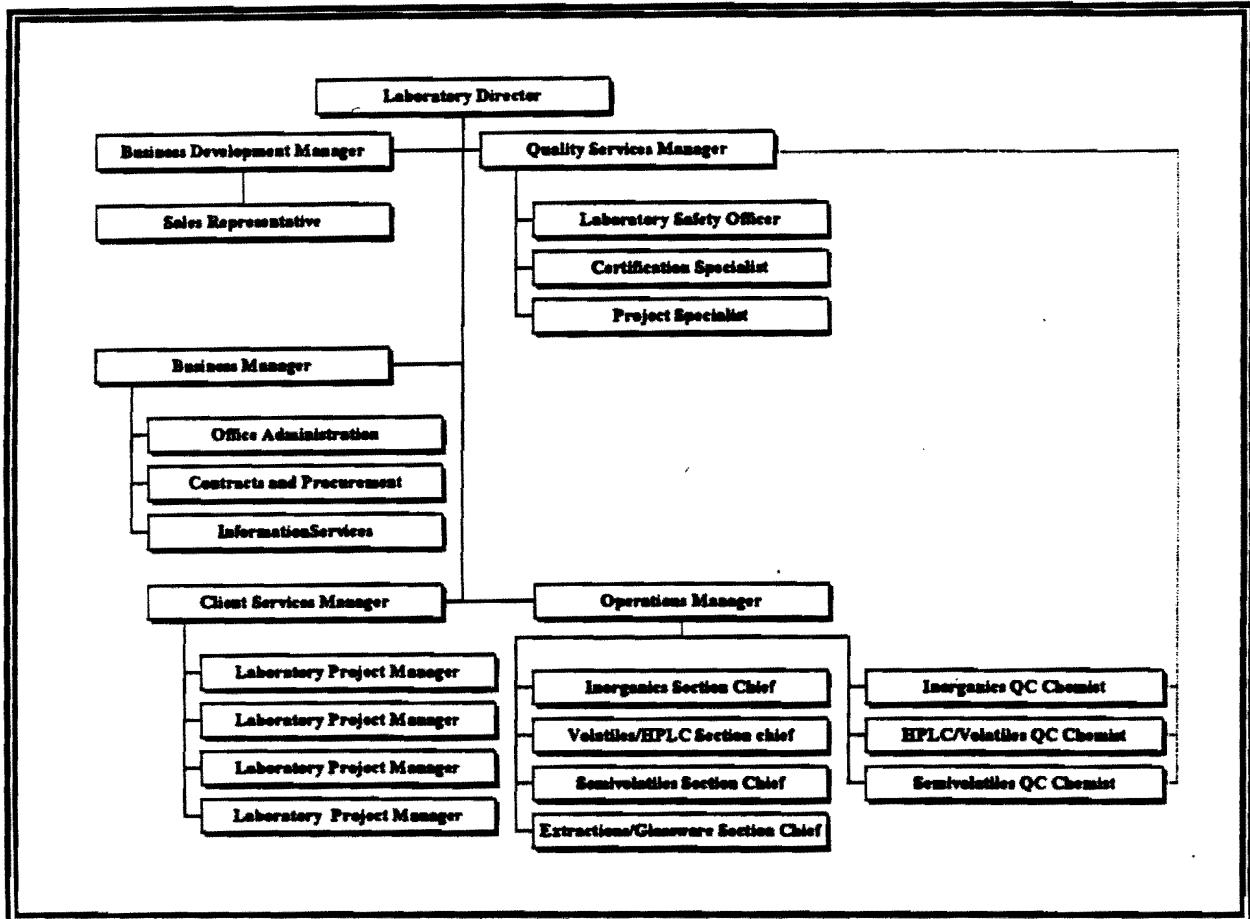 Laboratory Director
Business Development Manager
Quality Services Manager
Sales Representative
Laboratory Safety Officer
Certification Specialist
Project Specialist
Business Manager
Office Administration
Contracts and Procurement
InformationServices
Client Services Manager
Operations Manager
Laboratory Project Manager
Laboratory Project Manager
Laboratory Project Manager
Laboratory Project Manager
Inorganics Section Chief
Volatiles/HPLC Section chief
Semivolatiles Section Chief
Extractions/Glassware Section Chief
Inorganics QC Chemist
HPLC/Volatiles QC Chemist
Semivolatiles QC Chemist